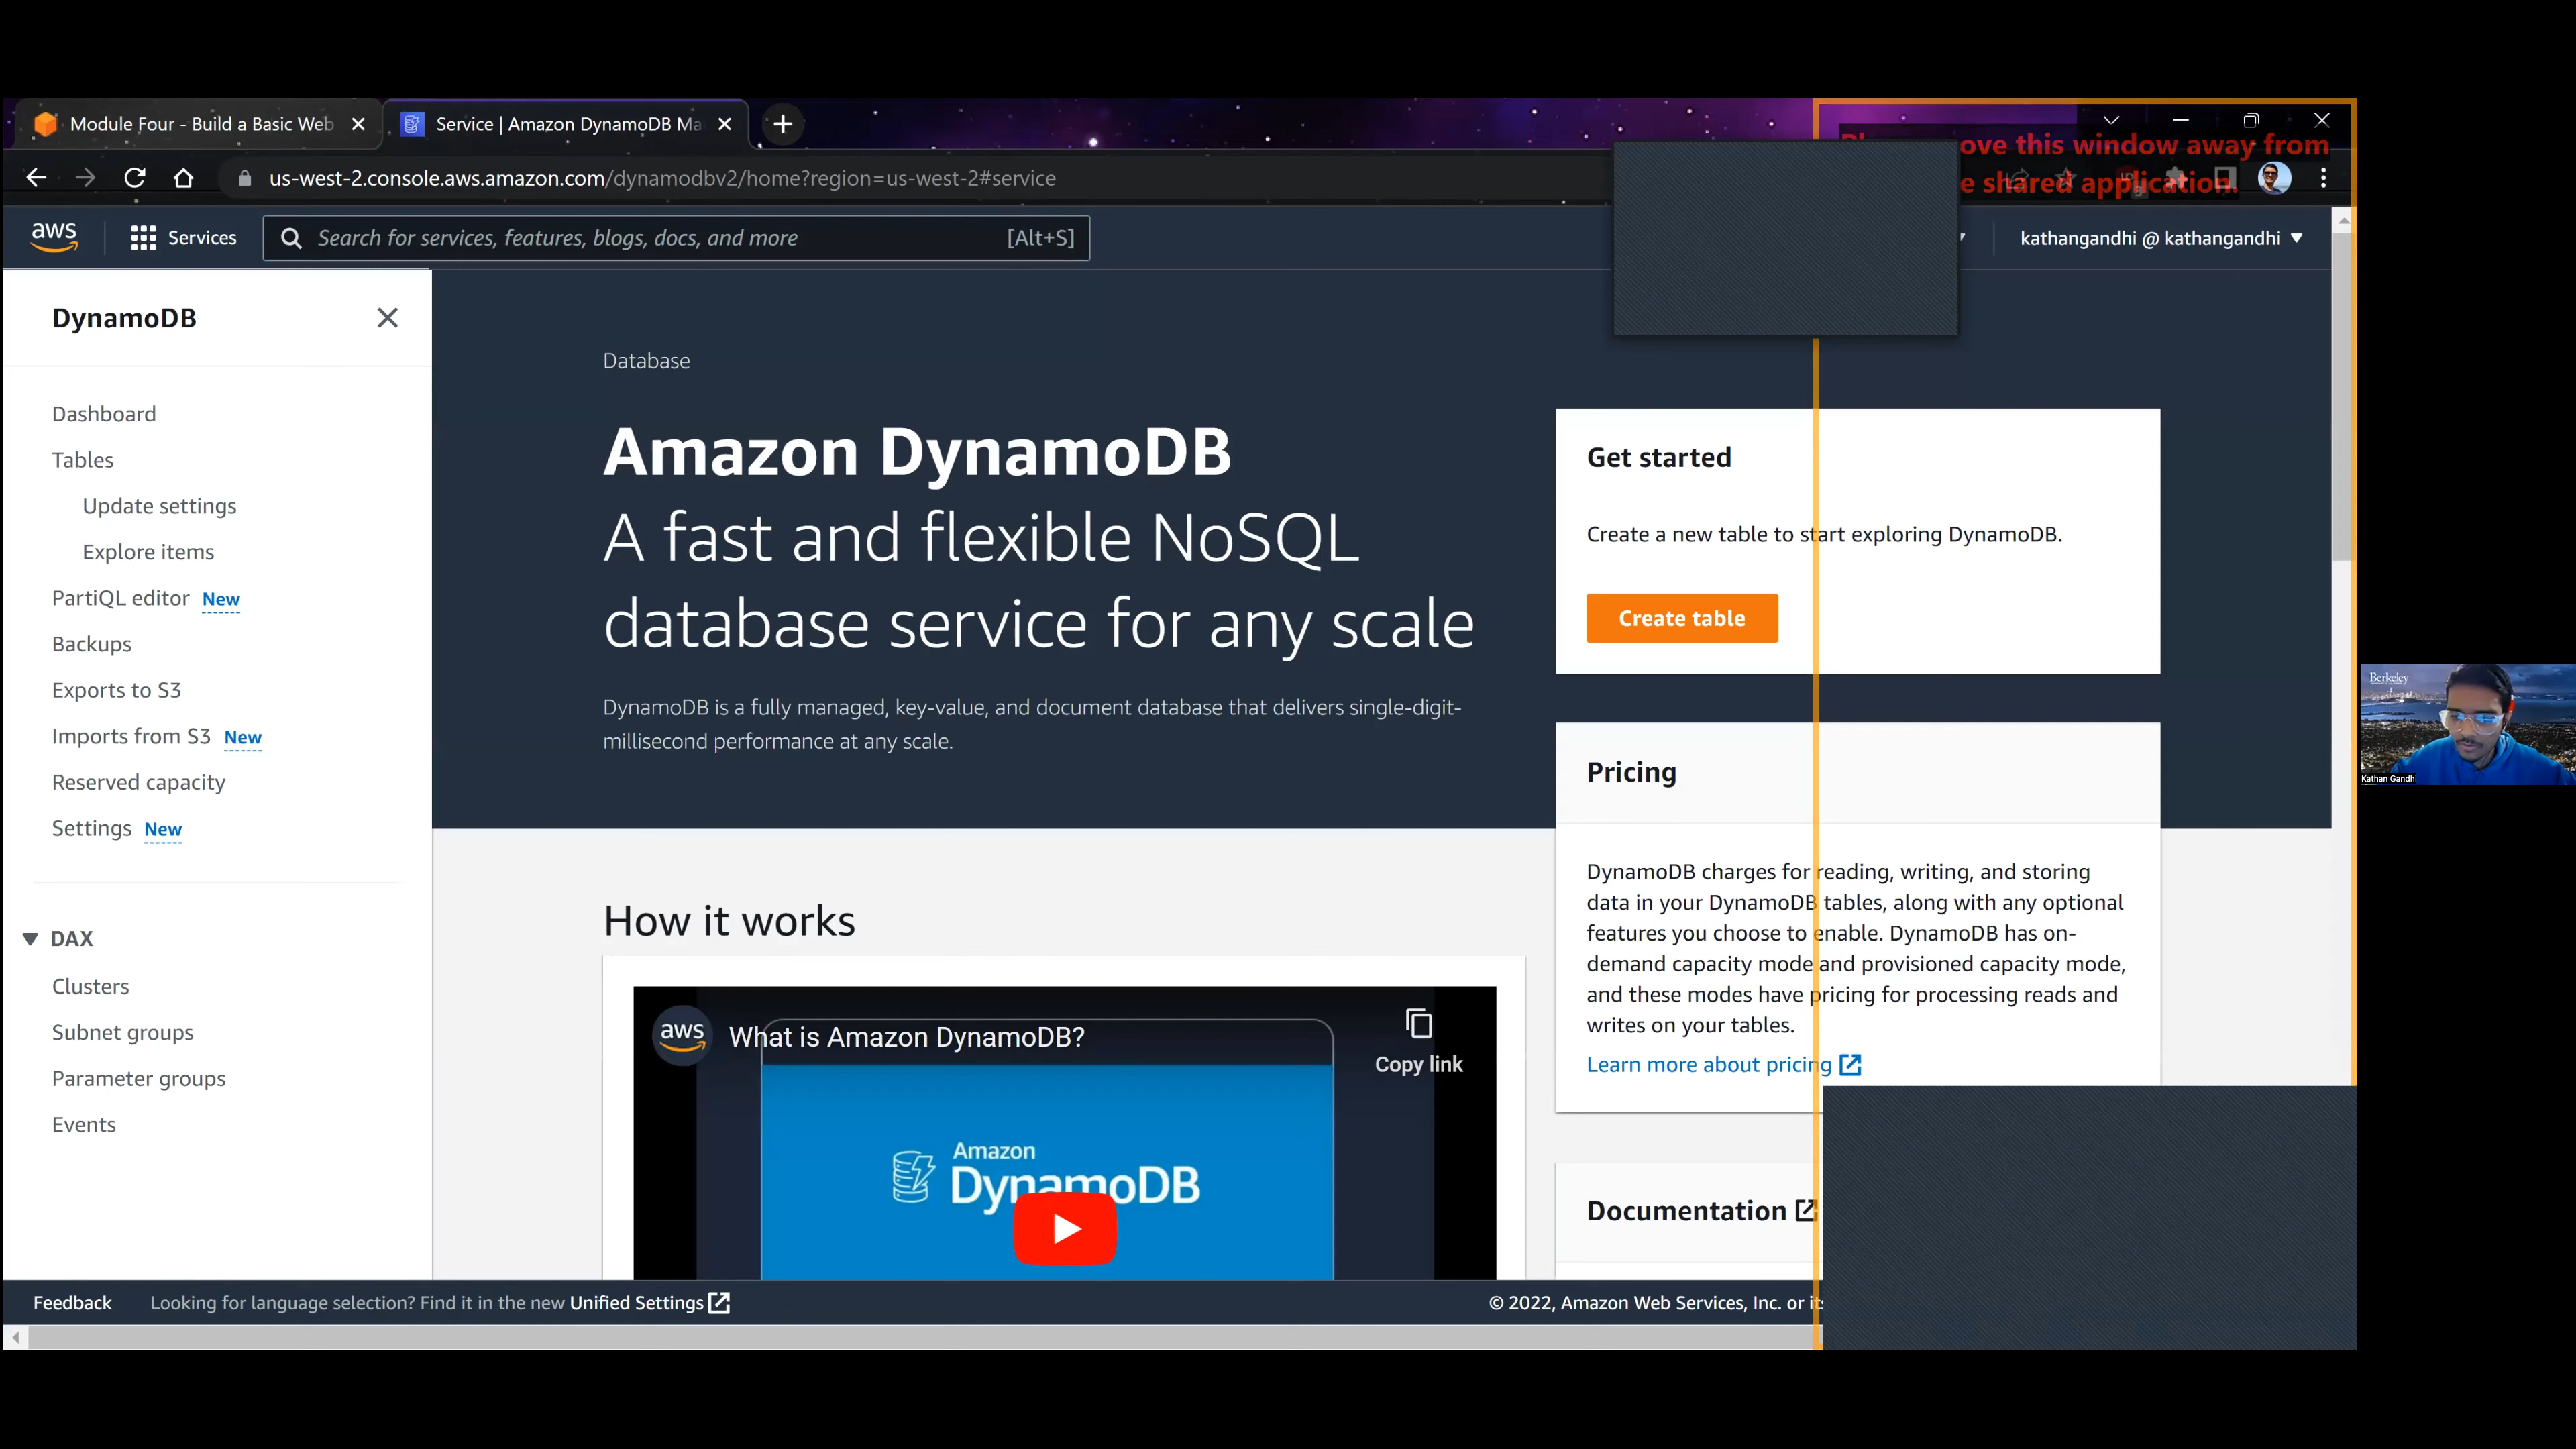 Module Four - Build a Basic Web
Service | Amazon DynamoDB Ma
ove this window away from
e shared application.
us-west-2.console.aws.amazon.com/dynamodbv2/home?region=us-west-2#service
aws
Services
Search for services, features, blogs, docs, and more
[Alt+S]
kathangandhi @ kathangandhi
DynamoDB
Dashboard
Tables
Update settings
Explore items
PartiQL editor New
Backups
Exports to S3
Imports from S3 New
Reserved capacity
Settings New
DAX
Clusters
Subnet groups
Parameter groups
Events
Database
Amazon DynamoDB
A fast and flexible NoSQL
database service for any scale
DynamoDB is a fully managed, key-value, and document database that delivers single-digit-
millisecond performance at any scale.
Get started
Create a new table to start exploring DynamoDB.
Create table
Pricing
DynamoDB charges for reading, writing, and storing
data in your DynamoDB tables, along with any optional
features you choose to enable. DynamoDB has on-
demand capacity mode and provisioned capacity mode,
and these modes have pricing for processing reads and
writes on your tables.
Learn more about pricing
Documentation
How it works
aws
What is Amazon DynamoDB?
Copy link
Amazon
DynamoDB
Berkeley
Kathan Gandhi
Feedback
Looking for language selection? Find it in the new Unified Settings
© 2022, Amazon Web Services, Inc. or its